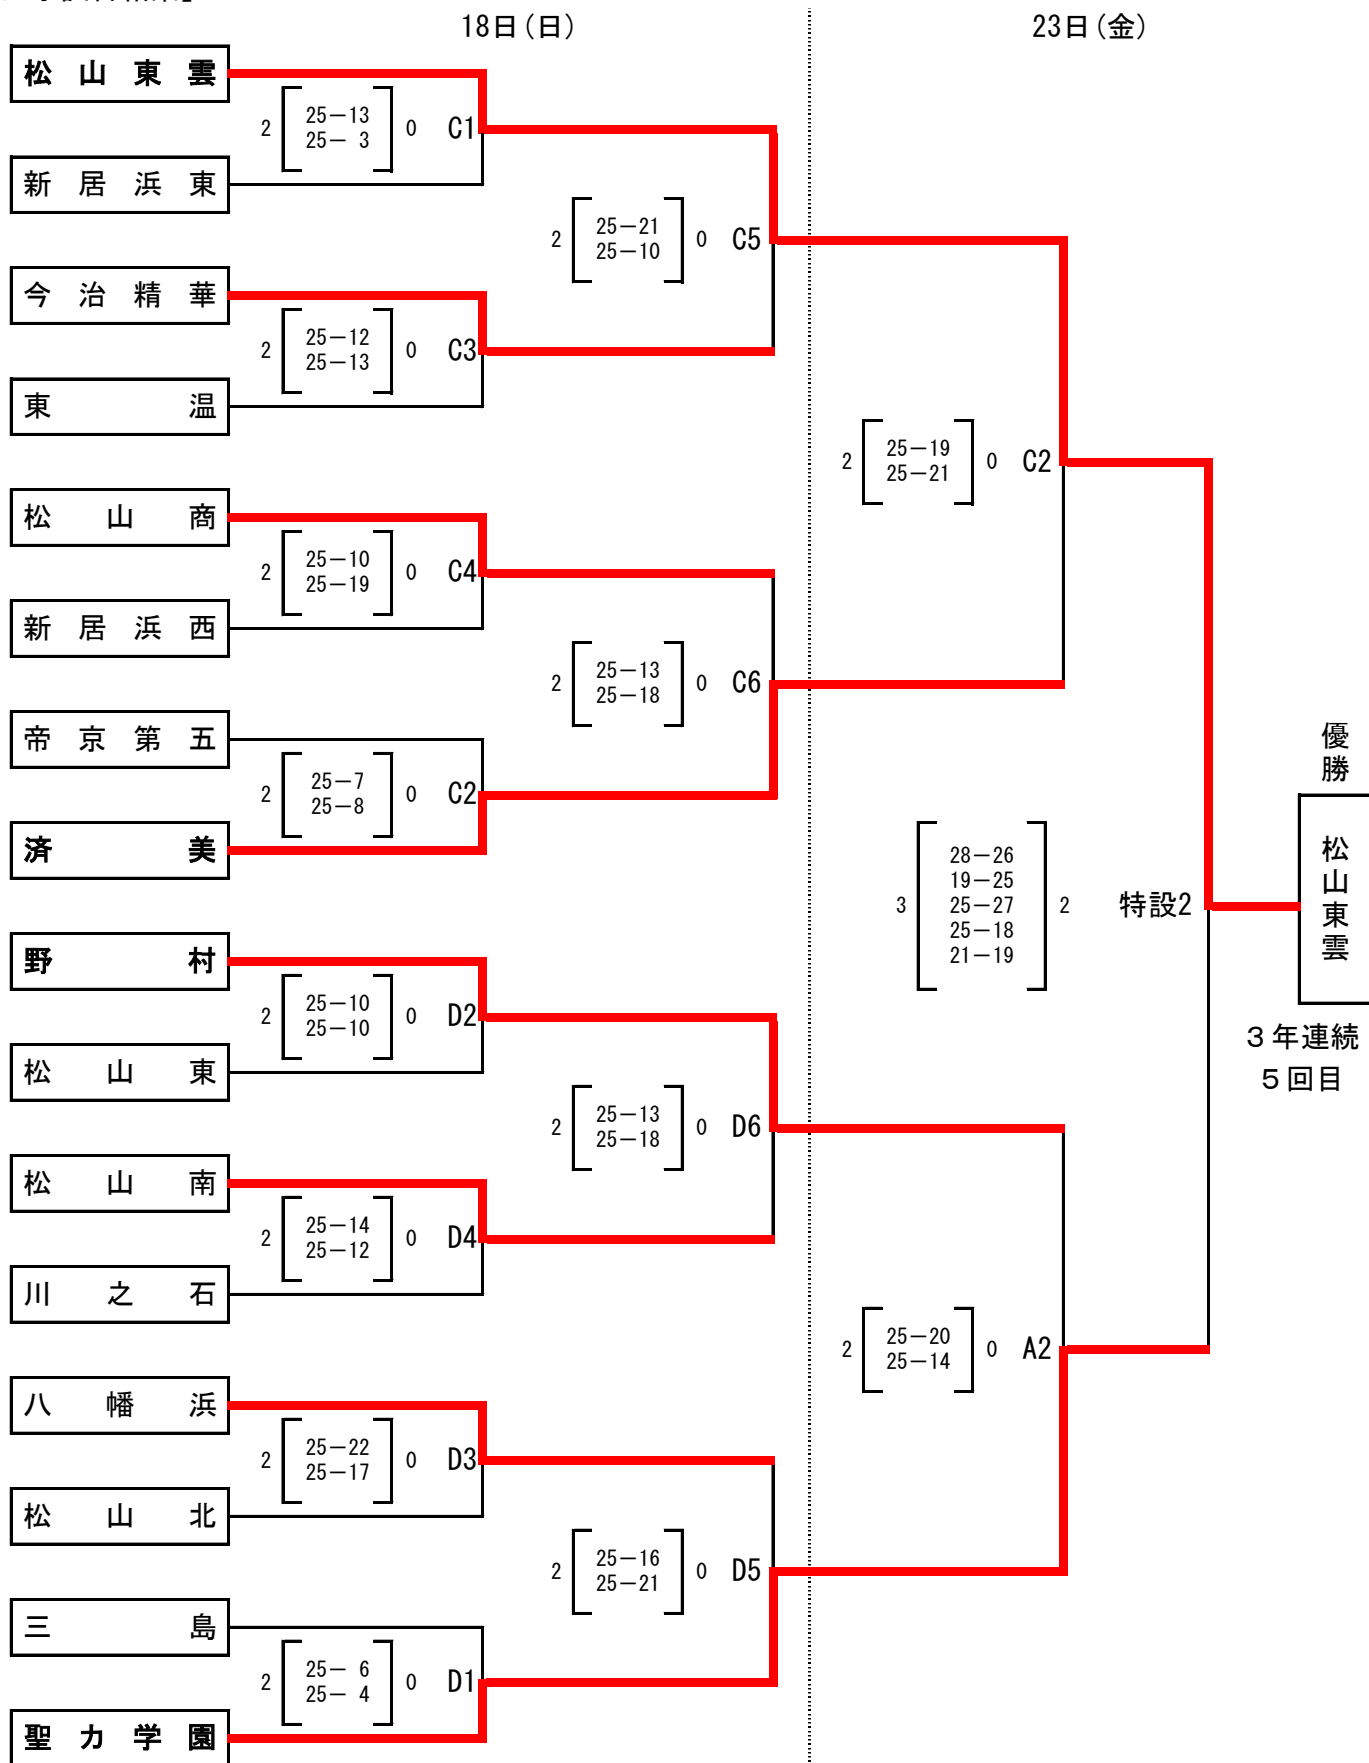 18日(日)
23日(金)
松山東雲
2 25－13 0 C1
25－ 3
新居浜東
2 25－21 0 C5
25－10
今治精華
2 25－12 0 C3
25－13
東温
2 25－19 0 C2
25－21
松山商
2 25－10 0 C4
25－19
新居浜西
2 25－13 0 C6
25－18
帝京第五
2 25－7 0 C2
25－8
済美
優勝
松山東雲
3年連続
5回目
3 28－26 2 特設2
19－25
25－27
25－18
21－19
野村
2 25－10 0 D2
25－10
松山東
2 25－13 0 D6
25－18
松山南
2 25－14 0 D4
25－12
川之石
2 25－20 0 A2
25－14
八幡浜
2 25－22 0 D3
25－17
松山北
2 25－16 0 D5
25－21
三島
2 25－ 6 0 D1
25－ 4
聖カ学園